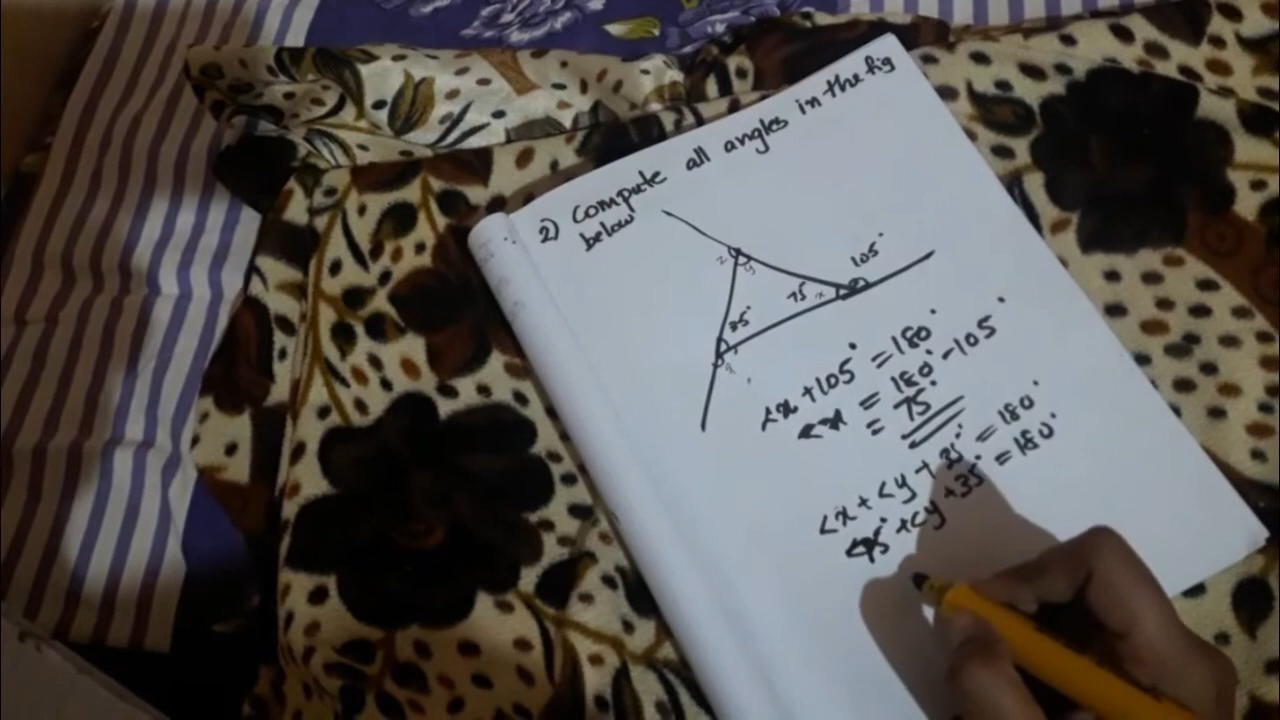 2) Compute all angles in the fig
below
z
y
105°
75
x
35°
<x + 105° = 180°
<x = 180° - 105°
= 75°
<x + <y + 35° = 180°
75° + <y + 35° = 180°